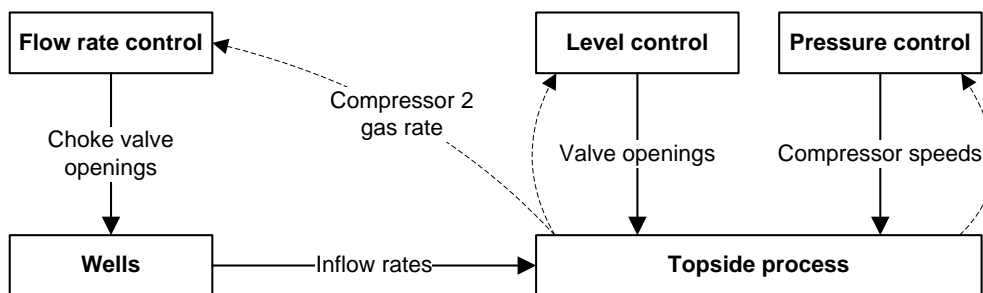 Flow rate control
Level control
Pressure control
Compressor 2
gas rate
Choke valve
openings
Valve openings
Compressor speeds
Wells
Inflow rates
Topside process